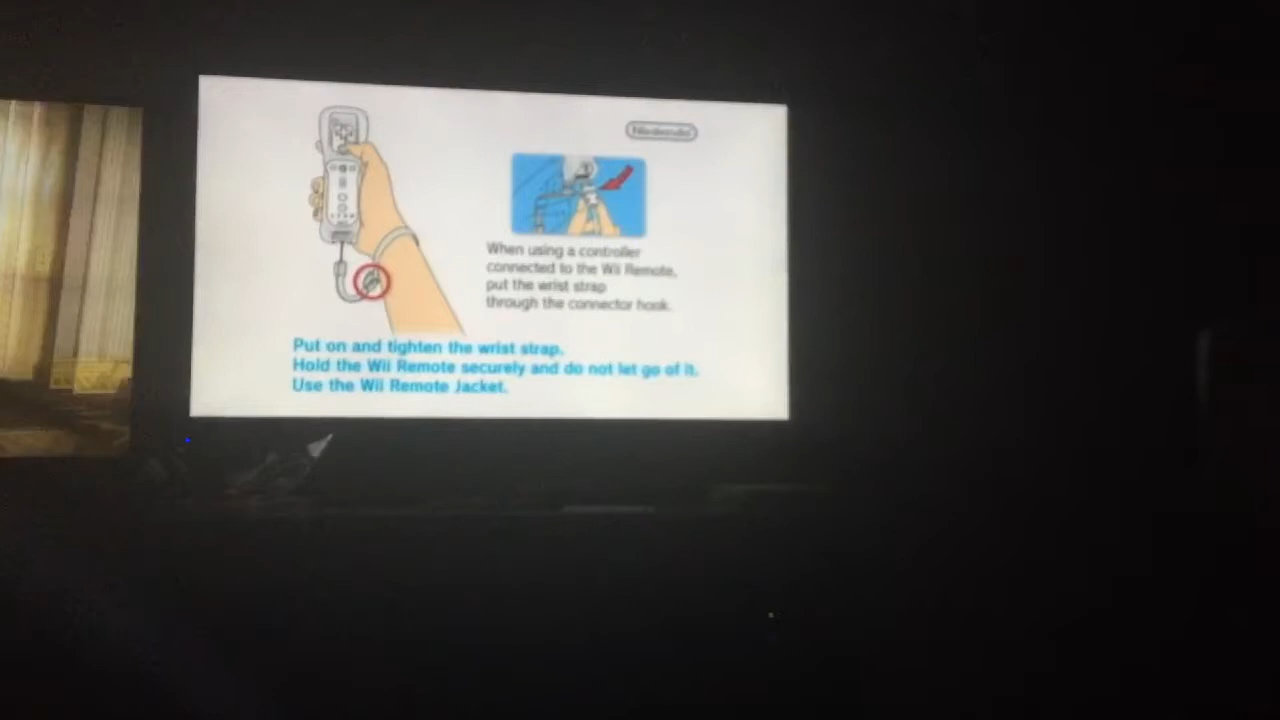 Nintendo
When using a controller
connected to the Wii Remote,
put the wrist strap
through the connector hook.
Put on and tighten the wrist strap.
Hold the Wii Remote securely and do not let go of it.
Use the Wii Remote Jacket.